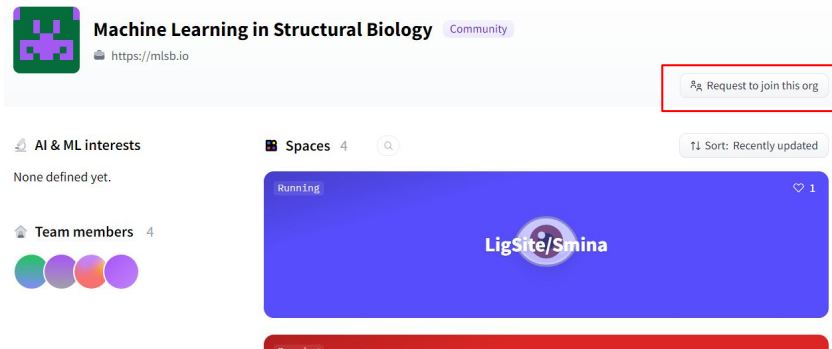 Machine Learning in Structural Biology Community
https://mlsb.io
Request to join this org
AI & ML interests
None defined yet.
Team members 4
Spaces 4
Sort: Recently updated
Running
1
LigSite/Smina